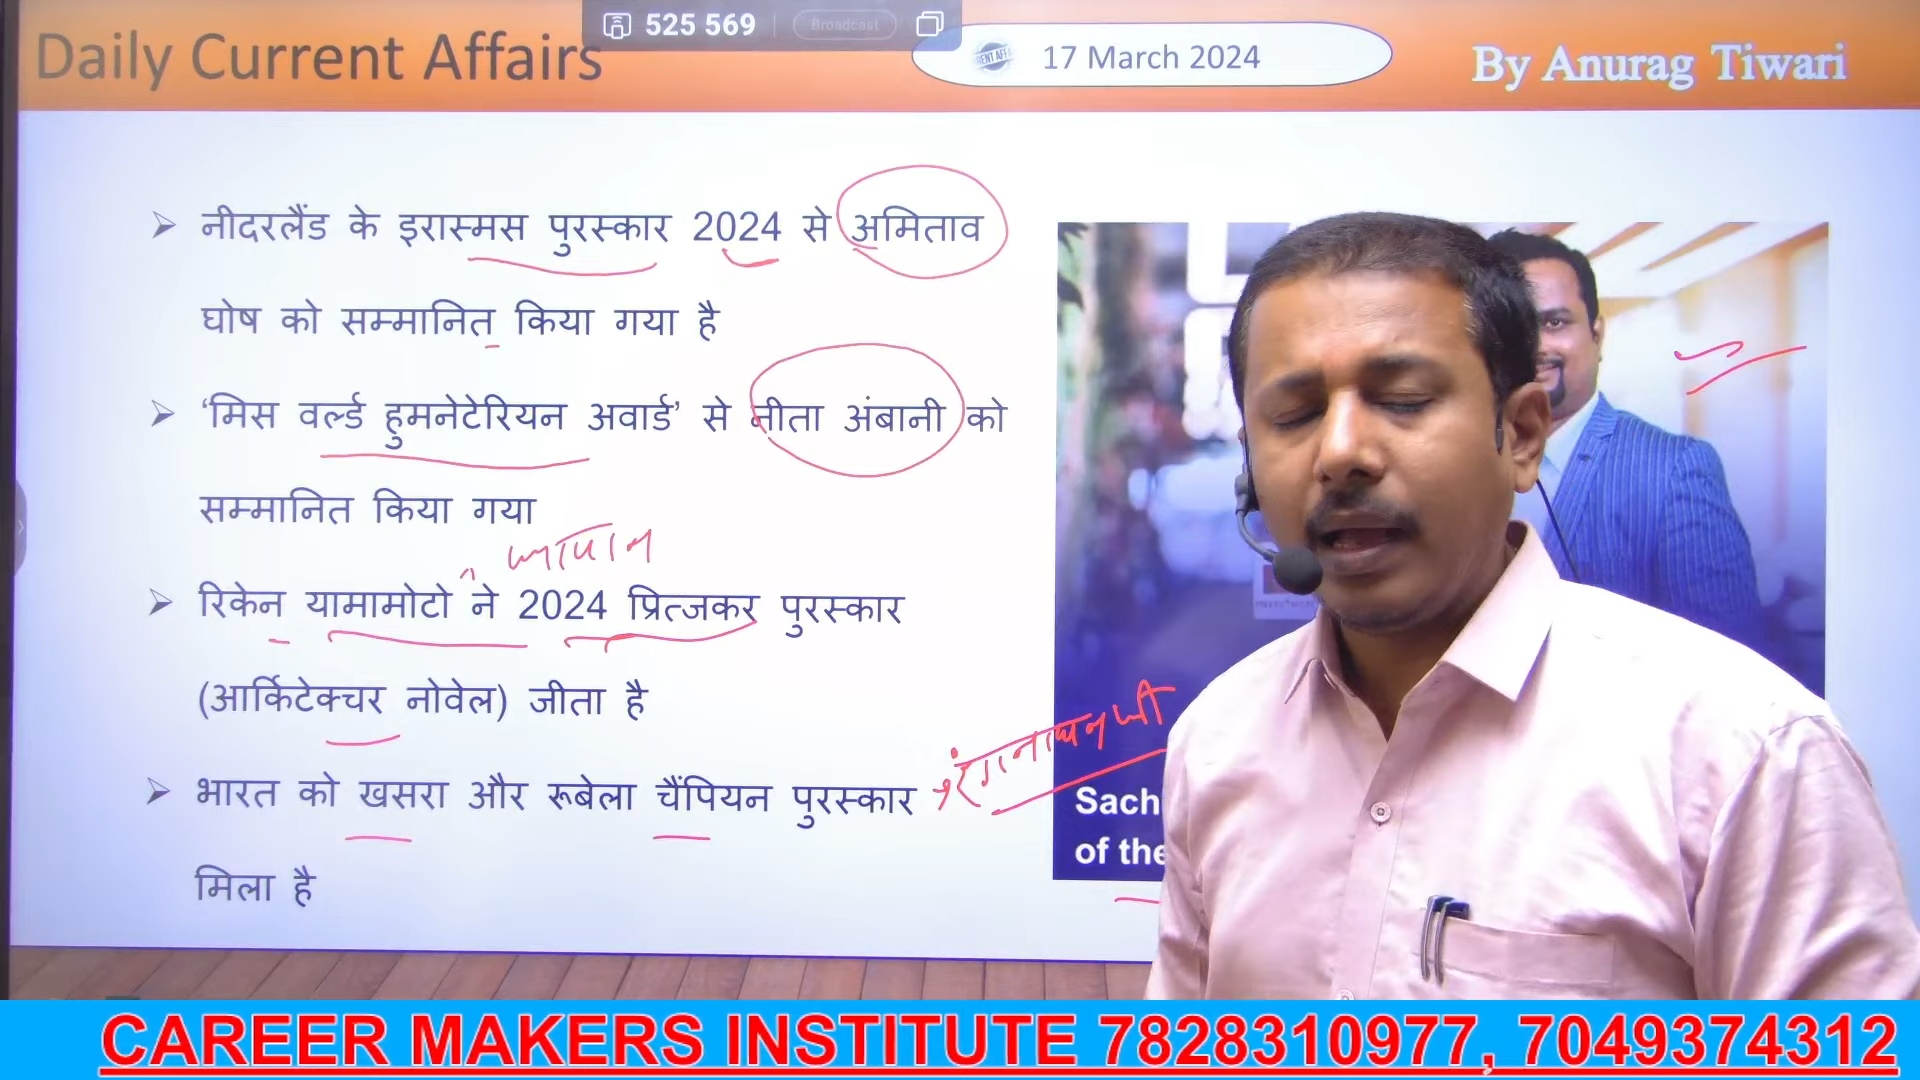 525 569 Broadcast
Daily Current Affairs
17 March 2024
By Anurag Tiwari
➢ नीदरलैंड के इरास्मस पुरस्कार 2024 से अमिताव
घोष को सम्मानित किया गया है
➢ ‘मिस वर्ल्ड हुमनेटेरियन अवार्ड’ से नीता अंबानी को
सम्मानित किया गया
जापान
➢ रिकेन यामामोटो ने 2024 प्रित्जकर पुरस्कार
(आर्किटेक्चर नोवेल) जीता है
➢ भारत को खसरा और रूबेला चैंपियन पुरस्कार
मिला है
रंगनाथन जी
Sach
of the
CAREER MAKERS INSTITUTE 7828310977, 7049374312